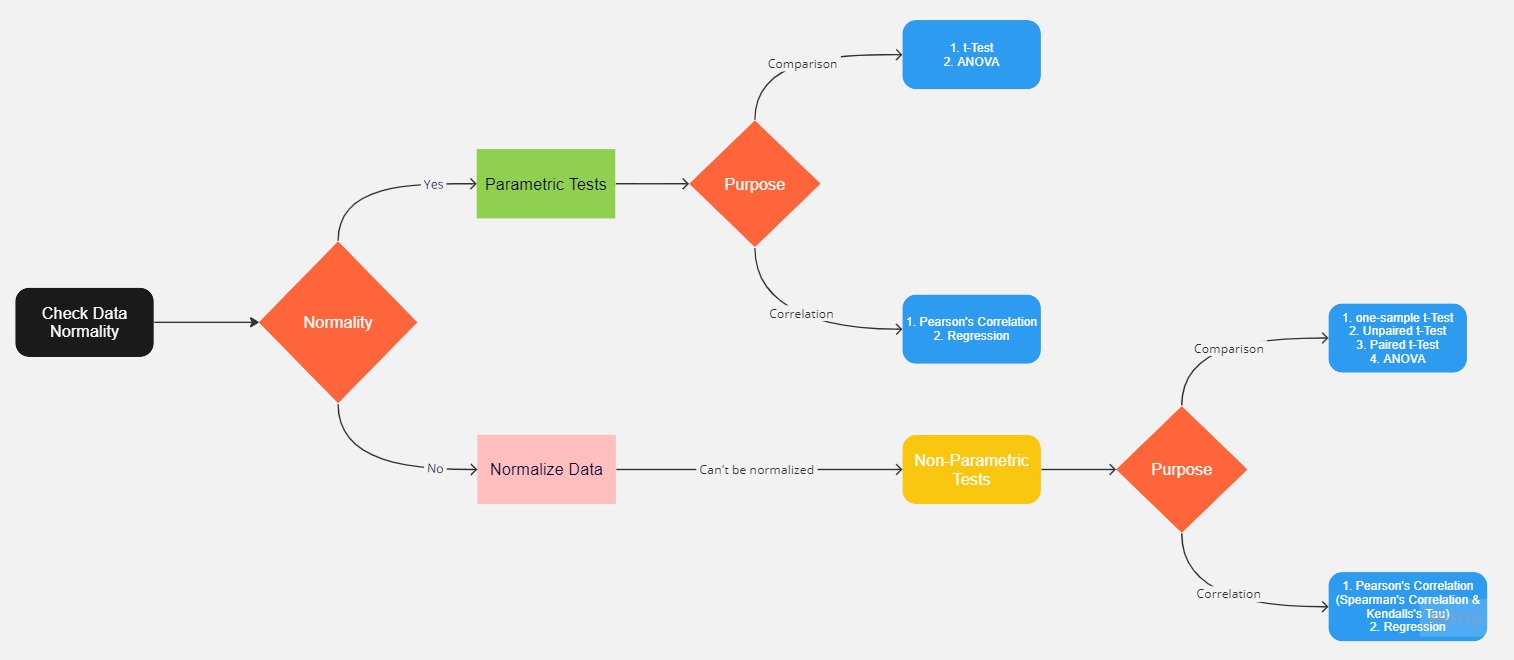 Check Data
Normality
Normality
Yes
Parametric Tests
Purpose
Comparison
1. t-Test
2. ANOVA
Correlation
1. Pearson's Correlation
2. Regression
No
Normalize Data
Can't be normalized
Non-Parametric
Tests
Purpose
Comparison
1. one-sample t-Test
2. Unpaired t-Test
3. Paired t-Test
4. ANOVA
Correlation
1. Pearson's Correlation
(Spearman's Correlation &
Kendalls's Tau)
2. Regression